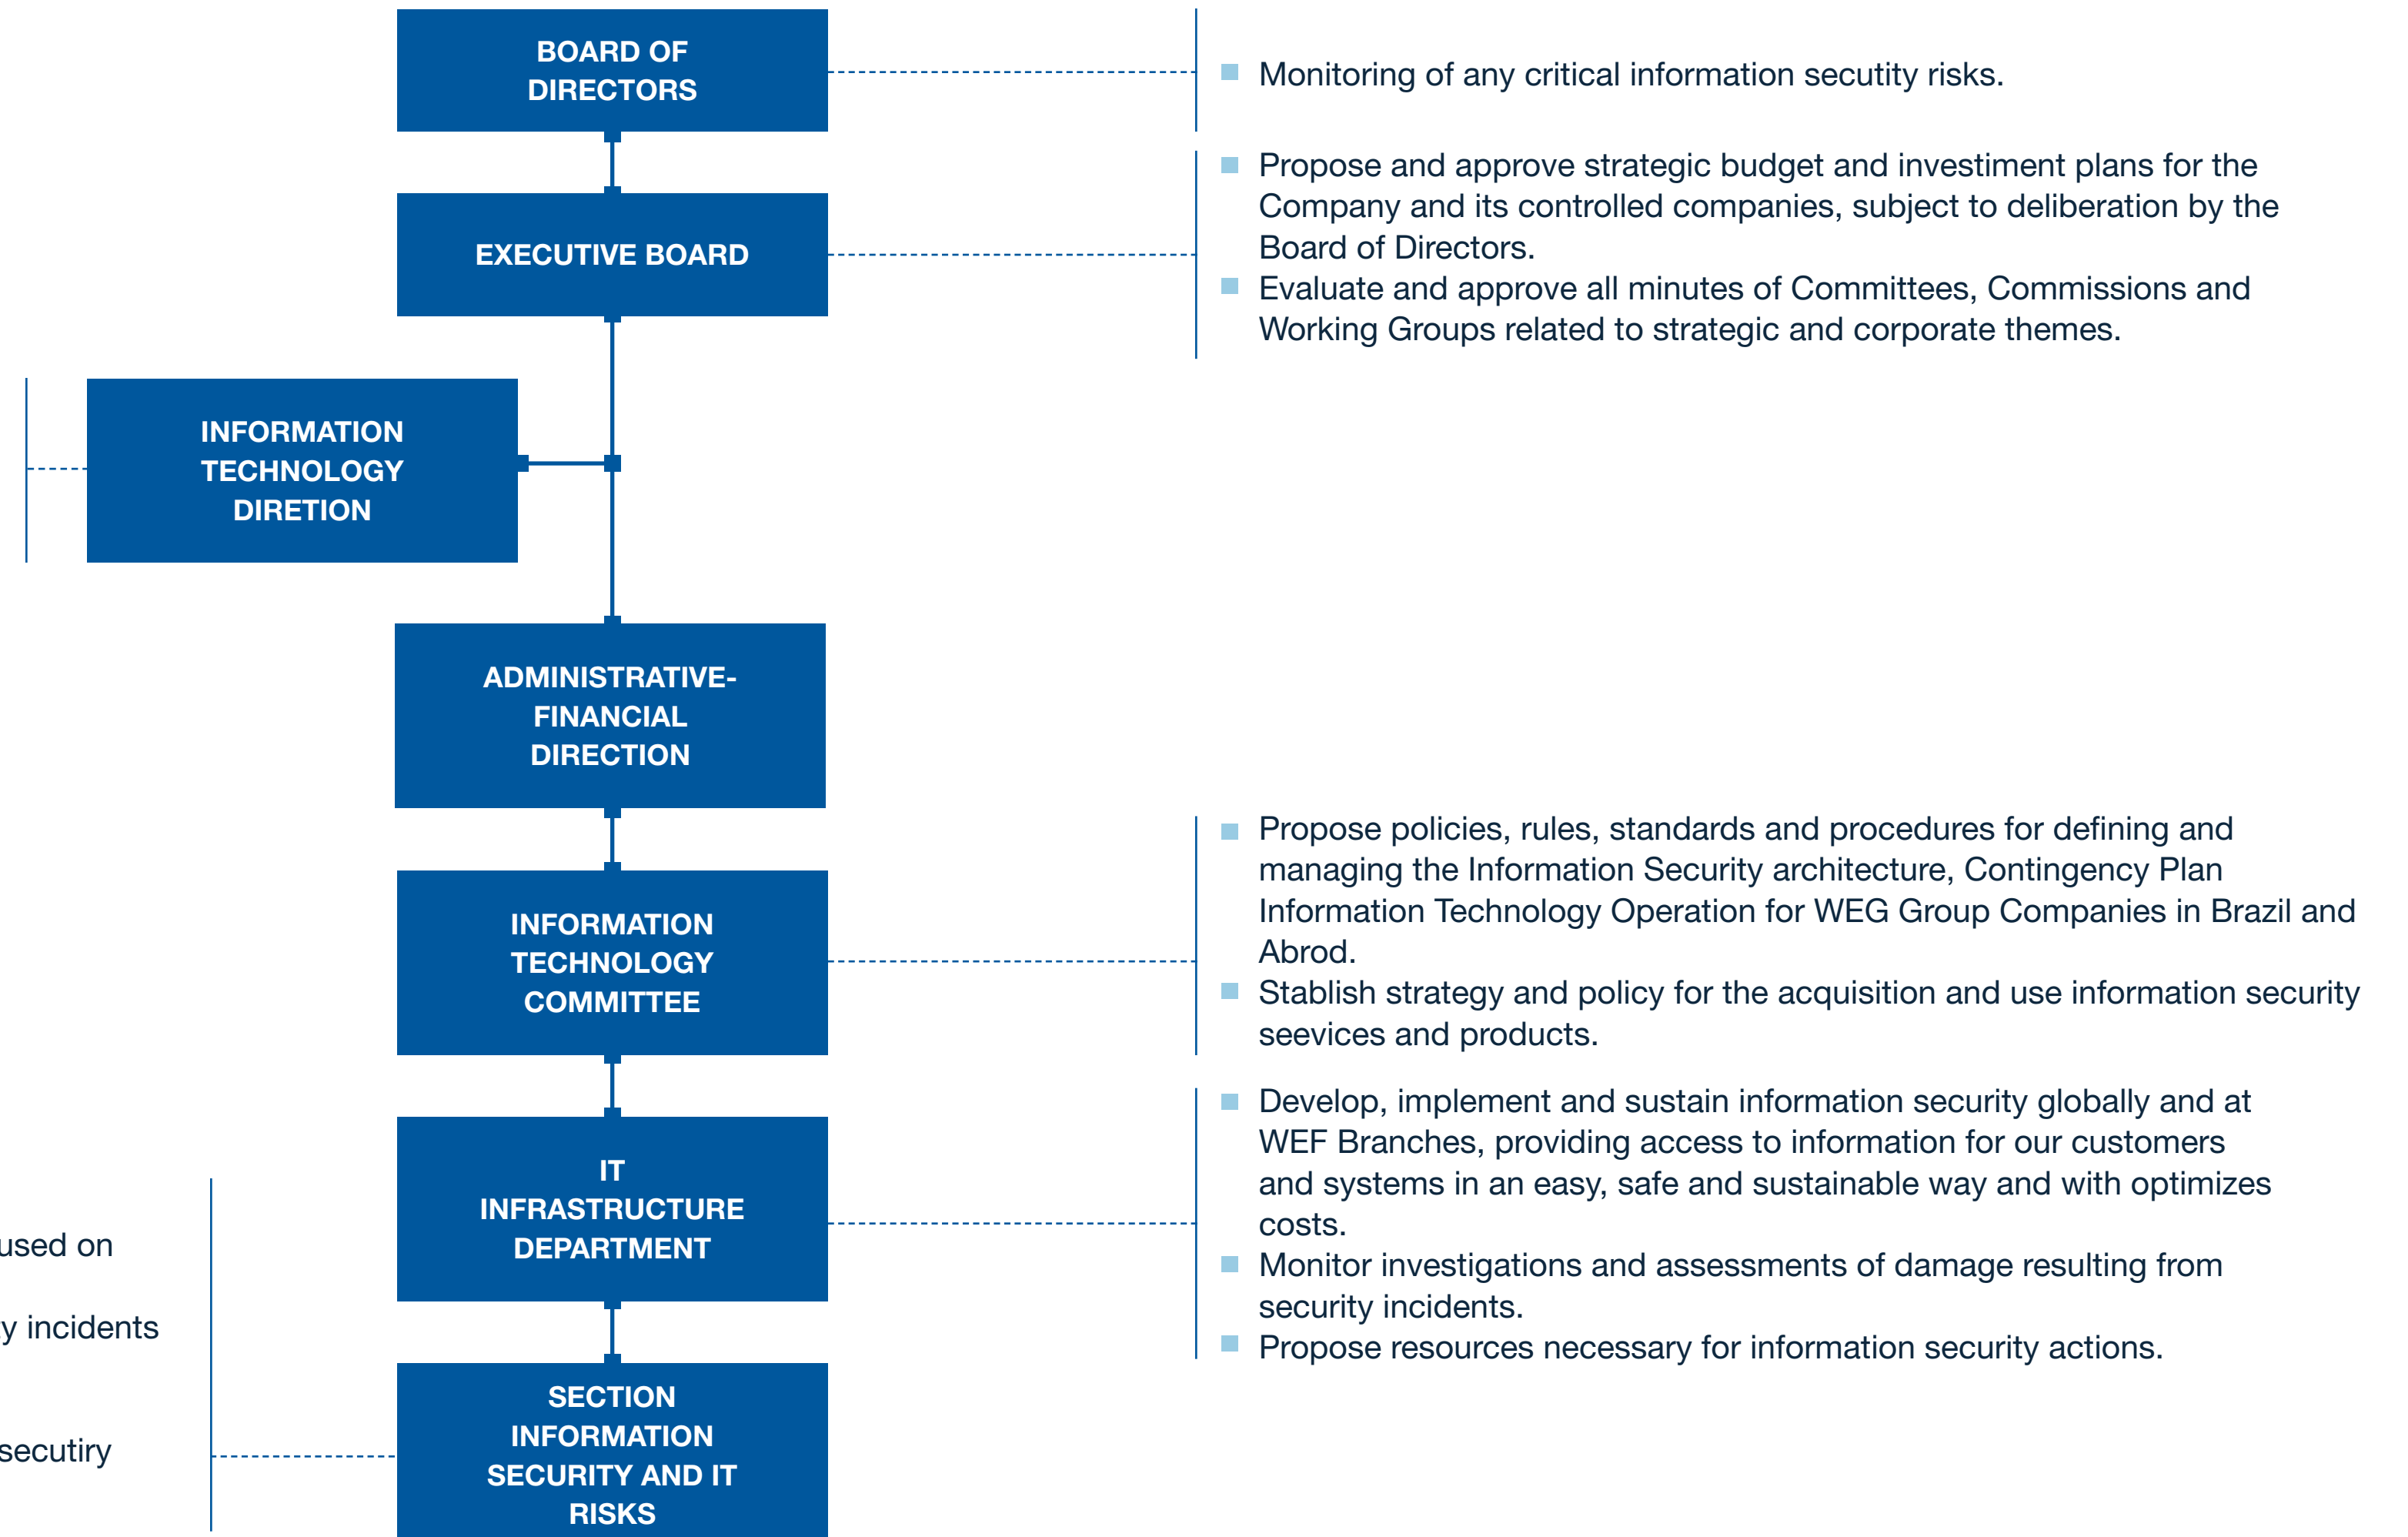 BOARD OF
DIRECTORS
Monitoring of any critical information secutity risks.
EXECUTIVE BOARD
Propose and approve strategic budget and investiment plans for the
Company and its controlled companies, subject to deliberation by the
Board of Directors.
Evaluate and approve all minutes of Committees, Commissions and
Working Groups related to strategic and corporate themes.
INFORMATION
TECHNOLOGY
DIRETION
ADMINISTRATIVE-
FINANCIAL
DIRECTION
INFORMATION
TECHNOLOGY
COMMITTEE
Propose policies, rules, standards and procedures for defining and
managing the Information Security architecture, Contingency Plan
Information Technology Operation for WEG Group Companies in Brazil and
Abrod.
Stablish strategy and policy for the acquisition and use information security
seevices and products.
IT
INFRASTRUCTURE
DEPARTMENT
Develop, implement and sustain information security globally and at
WEF Branches, providing access to information for our customers
and systems in an easy, safe and sustainable way and with optimizes
costs.
Monitor investigations and assessments of damage resulting from
security incidents.
Propose resources necessary for information security actions.
on
incidents
secutiry
SECTION
INFORMATION
SECURITY AND IT
RISKS